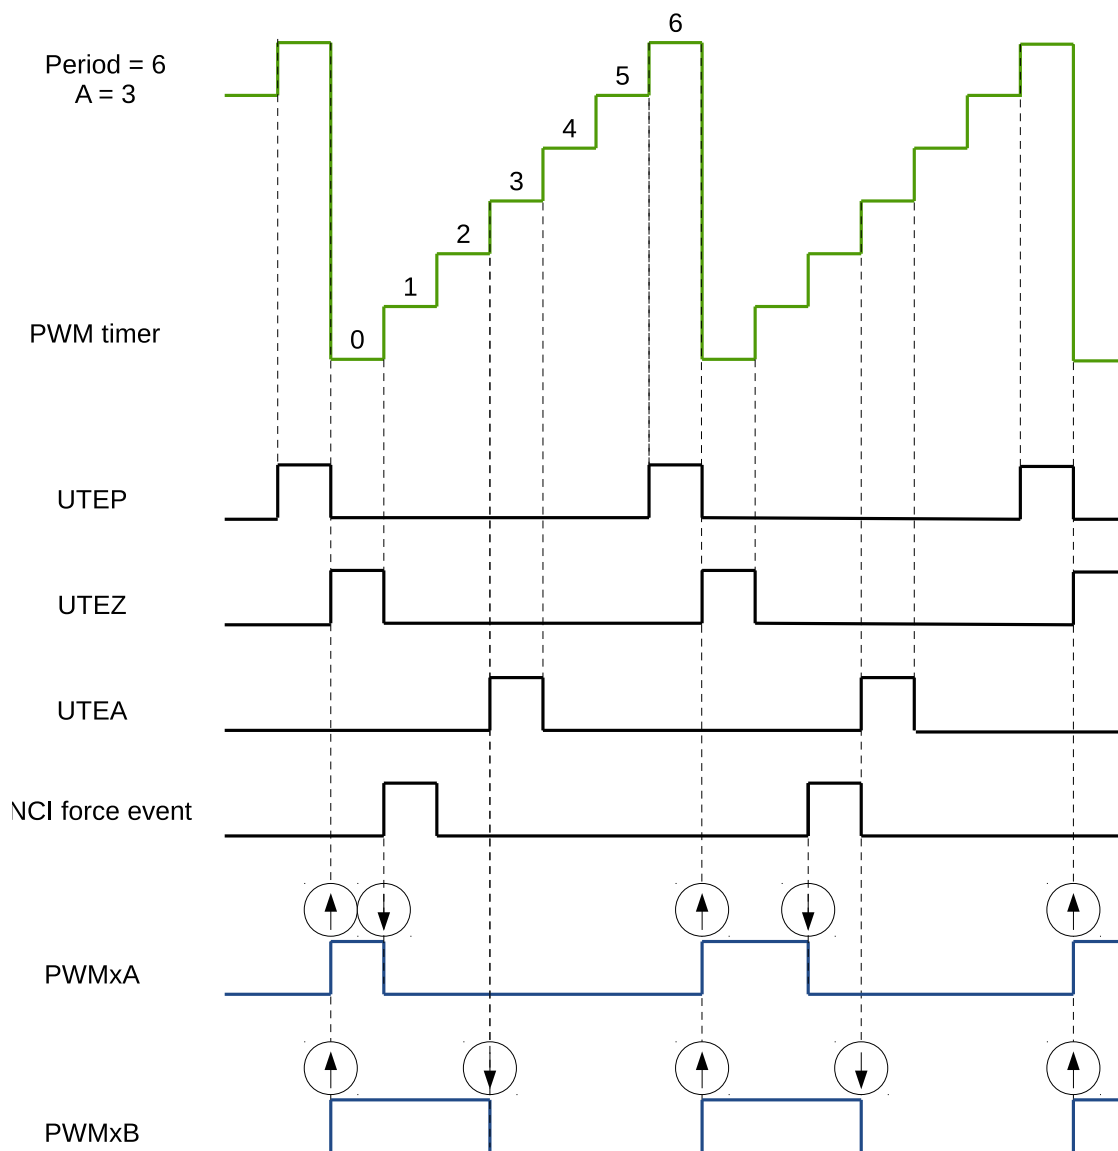 6
Period = 6
A = 3
5
4
3
2
1
0
PWM timer
UTEP
UTEZ
UTEA
NCI force event
PWMxA
PWMxB